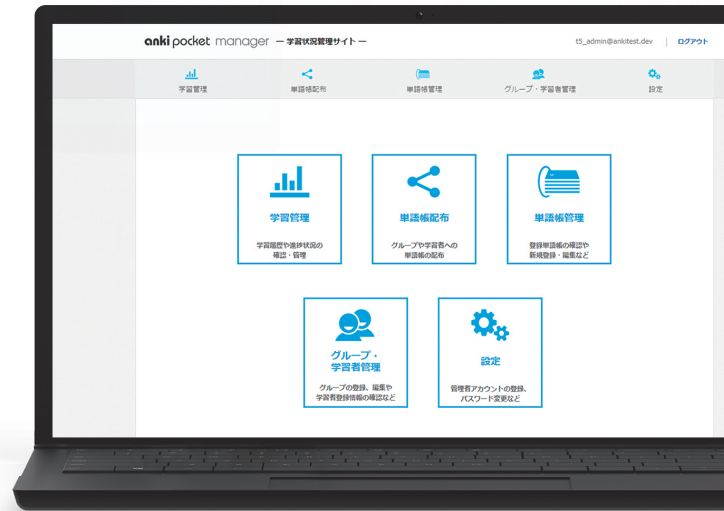 anki pocket manager ― 学習状況管理サイト ―
t5_admin@ankitest.dev | ログアウト
学習管理 単語帳配布 単語帳管理 グループ・学習者管理 設定
学習管理
学習履歴や進捗状況の
確認・管理
単語帳配布
グループや学習者への
単語帳の配布
単語帳管理
登録単語帳の確認や
新規登録・編集など
グループ・
学習者管理
グループの登録、編集や
学習者登録情報の確認など
設定
管理者アカウントの登録、
パスワード変更など